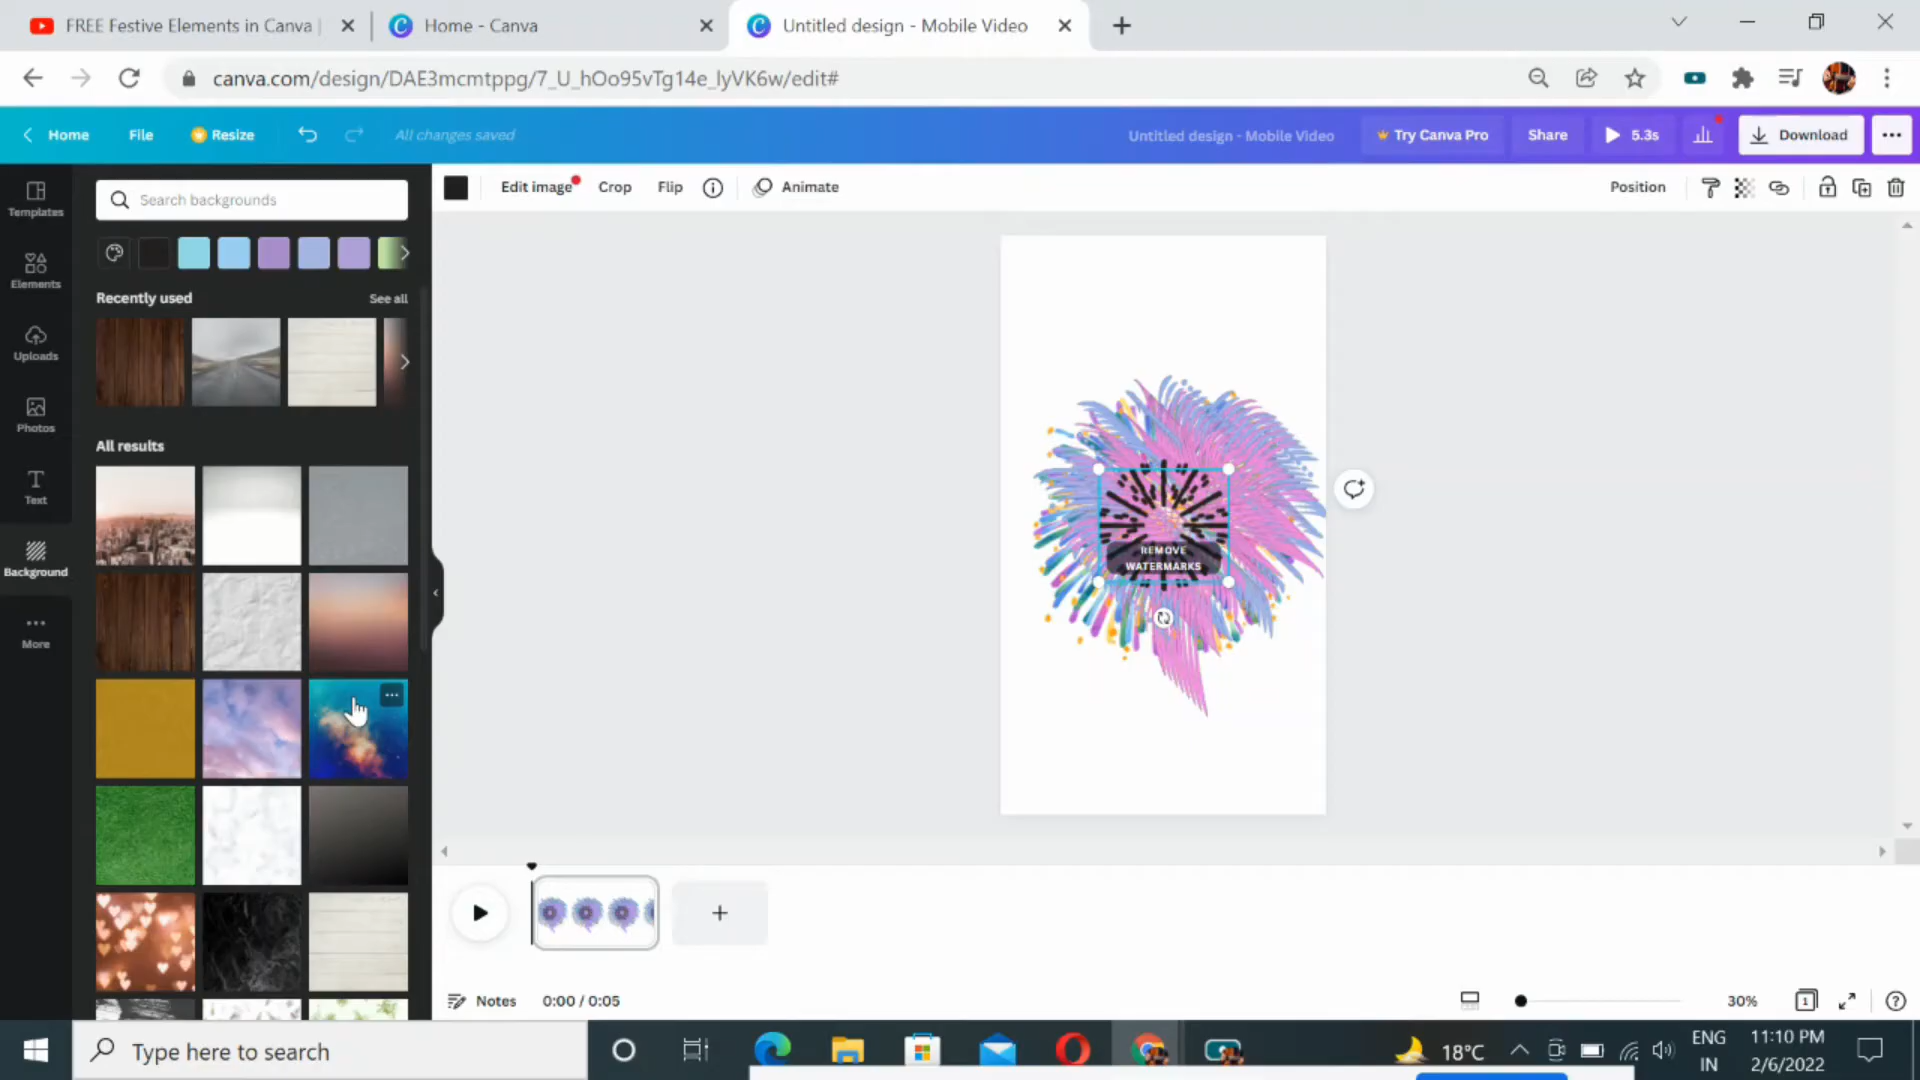 FREE Festive Elements in Canva |
Home - Canva
Untitled design - Mobile Video
canva.com/design/DAE3mcmtppg/7_U_hOo95vTg14e_lyVK6w/edit#
Home
File
Resize
All changes saved
Untitled design - Mobile Video
Try Canva Pro
Share
5.3s
Download
Templates
Elements
Uploads
Photos
Text
Background
More
Search backgrounds
Recently used
See all
All results
Edit image
Crop
Flip
Animate
Position
REMOVE
WATERMARKS
Notes
0:00 / 0:05
30%
1
Type here to search
18°C
ENG
IN
11:10 PM
2/6/2022